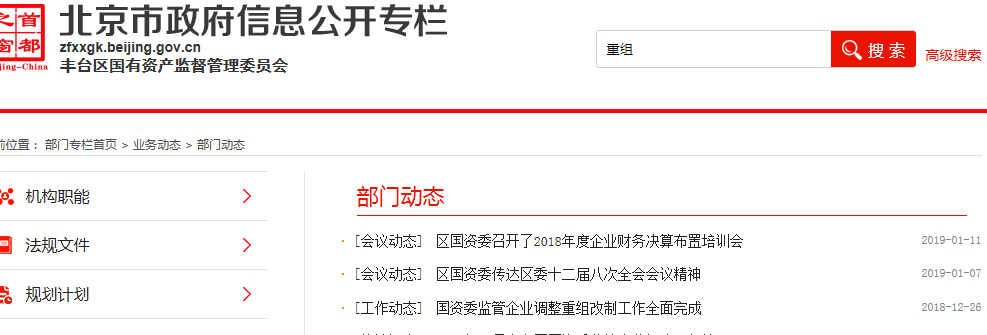 之首
窗都
jing-China
北京市政府信息公开专栏
zfxxgk.beijing.gov.cn
丰台区国有资产监督管理委员会
重组
搜索
高级搜索
前位置： 部门专栏首页 > 业务动态 > 部门动态
机构职能
法规文件
规划计划
部门动态
[会议动态] 区国资委召开了2018年度企业财务决算布置培训会 2019-01-11
[会议动态] 区国资委传达区委十二届八次全会会议精神 2019-01-07
[工作动态] 国资委监管企业调整重组改制工作全面完成 2018-12-26